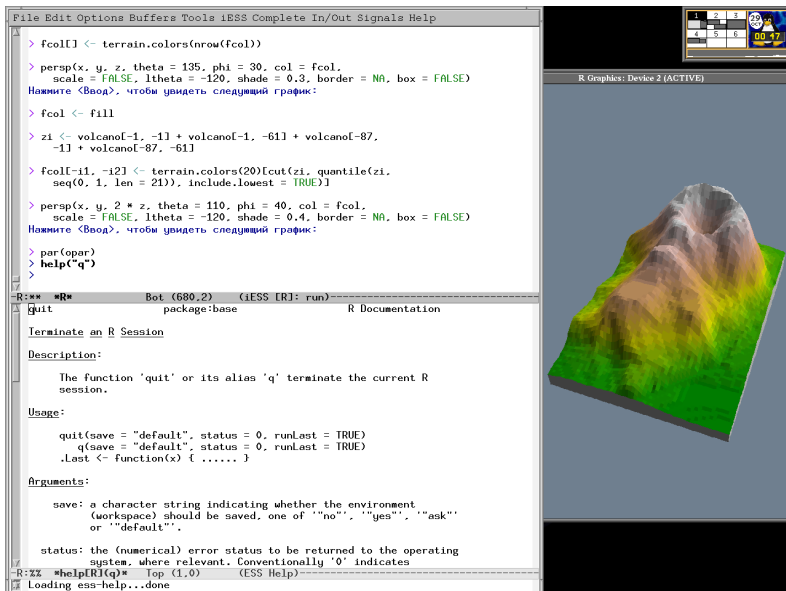 File Edit Options Buffers Tools iESS Complete In/Out Signals Help
> fcol[] <- terrain.colors(nrow(fcol))
> persp(x, y, z, theta = 135, phi = 30, col = fcol,
scale = FALSE, ltheta = -120, shade = 0.3, border = NA, box = FALSE)
Нажмите <Ввод>, чтобы увидеть следующий график:
> fcol <- fill
> zi <- volcano[-1, -1] + volcano[-1, -61] + volcano[-87,
-1] + volcano[-87, -61]
> fcol[-i1, -i2] <- terrain.colors(20)[cut(zi, quantile(zi,
seq(0, 1, len = 21)), include.lowest = TRUE)]
> persp(x, y, 2 * z, theta = 110, phi = 40, col = fcol,
scale = FALSE, ltheta = -120, shade = 0.4, border = NA, box = FALSE)
Нажмите <Ввод>, чтобы увидеть следующий график:
> par(opar)
> help("q")
>
-R:** *R* Bot (680,2) (iESS [R]: run)
quit package:base R Documentation
Terminate an R Session
Description:
The function 'quit' or its alias 'q' terminate the current R
session.
Usage:
quit(save = "default", status = 0, runLast = TRUE)
q(save = "default", status = 0, runLast = TRUE)
.Last <- function(x) { ...... }
Arguments:
save: a character string indicating whether the environment
(workspace) should be saved, one of '"no"', '"yes"', '"ask"'
or '"default"'.
status: the (numerical) error status to be returned to the operating
system, where relevant. Conventionally '0' indicates
-R:%% *help[R](q)* Top (1,0) (ESS Help)
Loading ess-help...done
1 2 3
4 5 6
29
OCT
00 47
R Graphics: Device 2 (ACTIVE)